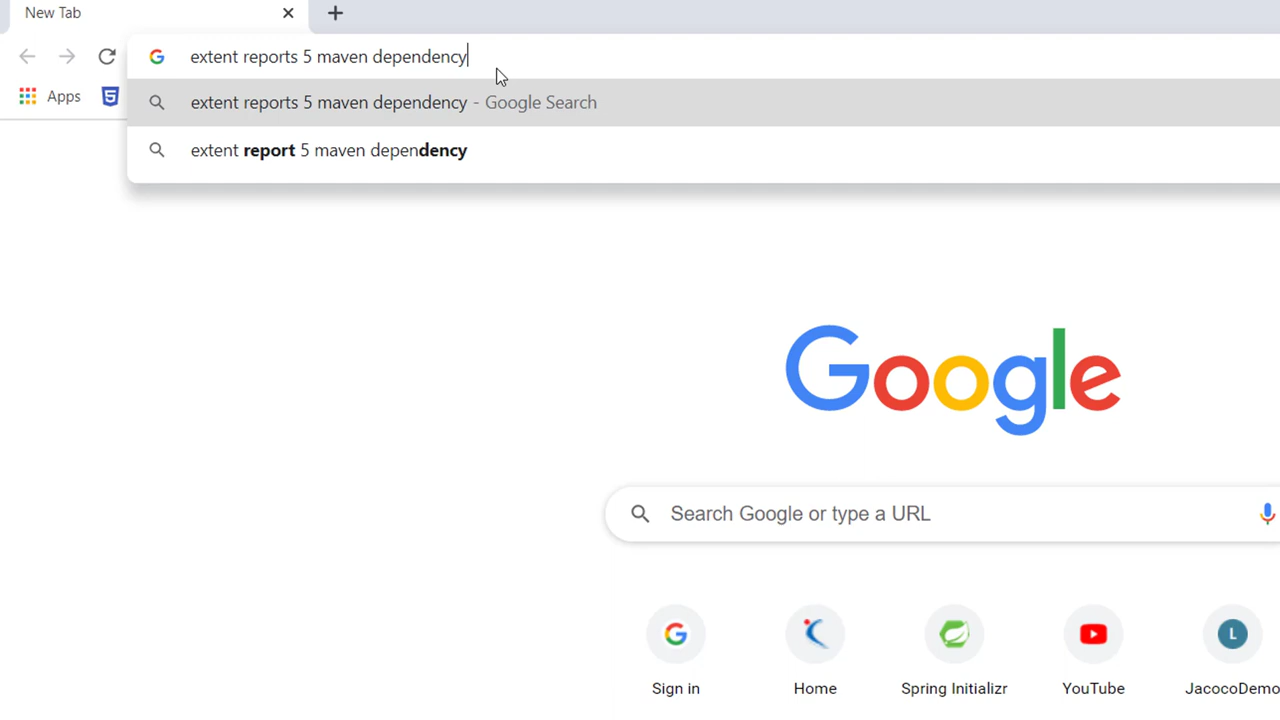 New Tab
extent reports 5 maven dependency
Apps
extent reports 5 maven dependency - Google Search
extent report 5 maven dependency
Google
Search Google or type a URL
L
Sign in
Home
Spring Initializr
YouTube
JacocoDemo